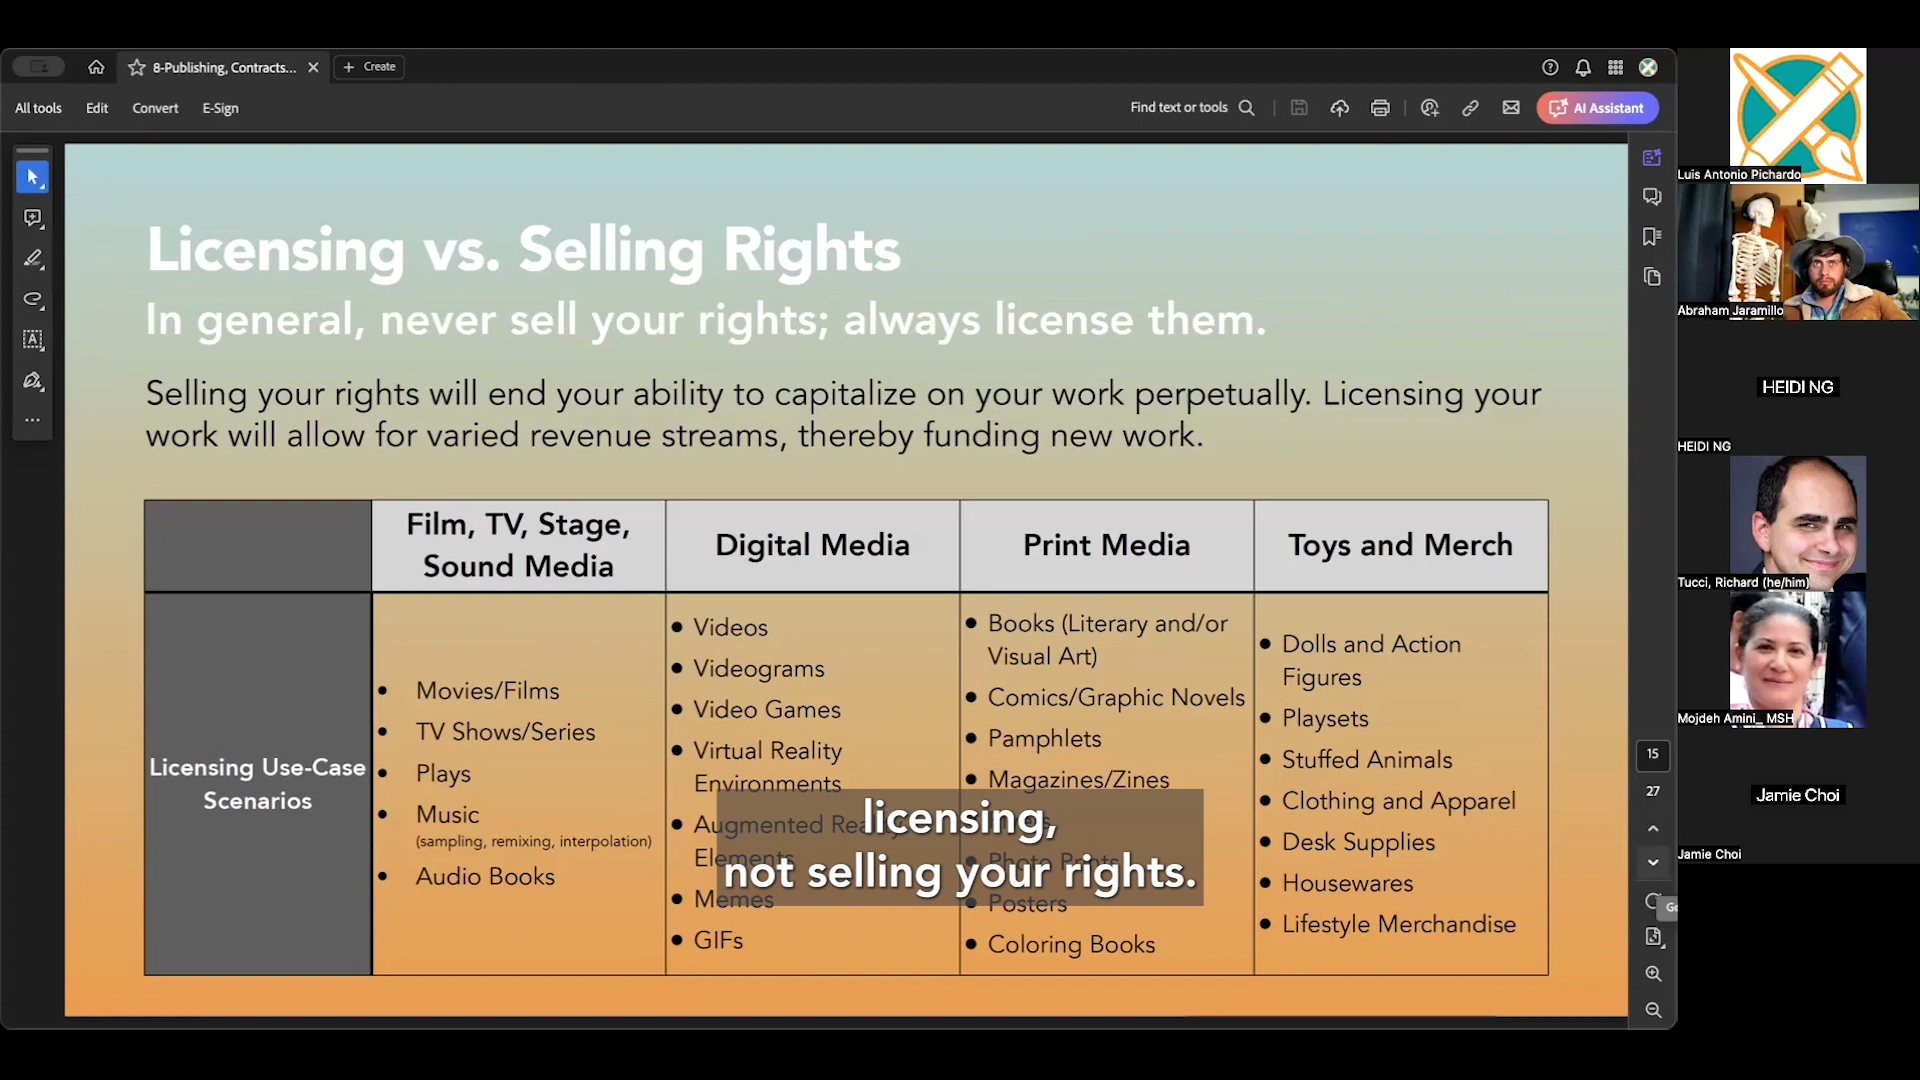 8-Publishing, Contracts...
Create
All tools
Edit
Convert
E-Sign
Find text or tools
AI Assistant
Licensing vs. Selling Rights
In general, never sell your rights; always license them.
Selling your rights will end your ability to capitalize on your work perpetually. Licensing your
work will allow for varied revenue streams, thereby funding new work.
Film, TV, Stage,
Sound Media
Digital Media
Print Media
Toys and Merch
Licensing Use-Case
Scenarios
• Movies/Films
• TV Shows/Series
• Plays
• Music
(sampling, remixing, interpolation)
• Audio Books
• Videos
• Videograms
• Video Games
• Virtual Reality
Environments
• Augmented Reality
Elements
• Memes
• GIFs
• Books (Literary and/or
Visual Art)
• Comics/Graphic Novels
• Pamphlets
• Magazines/Zines
• Photo Prints
• Posters
• Coloring Books
• Dolls and Action
Figures
• Playsets
• Stuffed Animals
• Clothing and Apparel
• Desk Supplies
• Housewares
• Lifestyle Merchandise
licensing,
not selling your rights.
15
27
Luis Antonio Pichardo
Abraham Jaramillo
HEIDI NG
HEIDI NG
Tucci, Richard (he/him)
Mojdeh Amini_ MSH
Jamie Choi
Jamie Choi